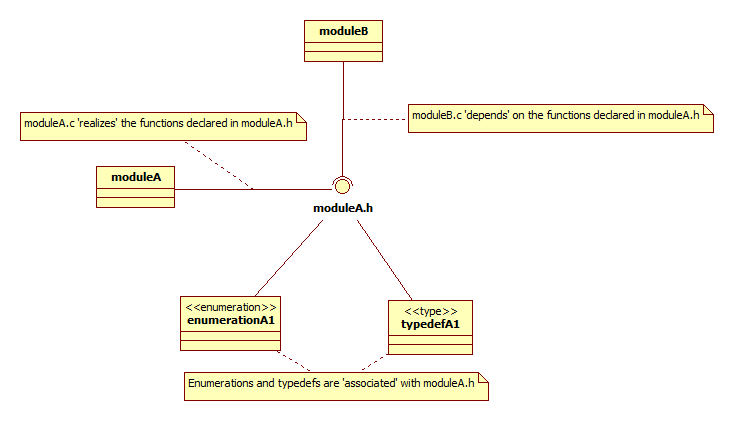 moduleB
moduleA.c 'realizes' the functions declared in moduleA.h
moduleB.c 'depends' on the functions declared in moduleA.h
moduleA
moduleA.h
<<enumeration>>
enumerationA1
<<type>>
typedefA1
Enumerations and typedefs are 'associated' with moduleA.h